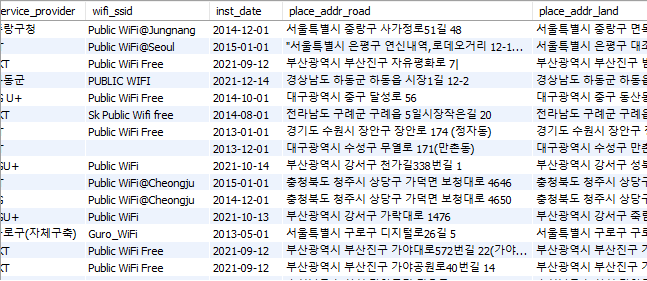 ervice_provider wifi_ssid inst_date place_addr_road place_addr_land
랑구청 Public WiFi@Jungnang 2014-12-01 서울특별시 중랑구 사가정로51길 48 서울특별시 중랑구 면목
T Public WiFi@Seoul 2015-01-01 "서울특별시 은평구 연신내역,로데오거리 12-1... 서울특별시 은평구 대조
KT Public WiFi Free 2021-09-12 부산광역시 부산진구 자유평화로 7| 부산광역시 부산진구 범
동군 PUBLIC WIFI 2021-12-14 경상남도 하동군 하동읍 시장1길 12-2 경상남도 하동군 하동읍
G U+ Public WiFi Free 2014-10-01 대구광역시 중구 달성로 56 대구광역시 중구 동산동
KT Sk Public Wifi free 2014-08-01 전라남도 구례군 구례읍 5일시장작은길 20 전라남도 구례군 구례읍
T Public WiFi Free 2013-01-01 경기도 수원시 장안구 장안로 174 (정자동) 경기도 수원시 장안구
2013-12-01 대구광역시 수성구 무열로 171(만촌동) 대구광역시 수성구 만촌
GU+ Public WiFi 2021-10-14 부산광역시 강서구 천가길338번길 1 부산광역시 강서구 성북
KT Public WiFi@Cheongju 2015-01-01 충청북도 청주시 상당구 가덕면 보청대로 4646 충청북도 청주시 상당구
KT Public WiFi@Cheongju 2014-12-01 충청북도 청주시 상당구 가덕면 보청대로 4650 충청북도 청주시 상당구
GU+ Public WiFi 2021-10-13 부산광역시 강서구 가락대로 1476 부산광역시 강서구 죽림
로구(자체구축) Guro_WiFi 2013-05-01 서울특별시 구로구 디지털로26길 5 서울특별시 구로구 구로
KT Public WiFi Free 2021-09-12 부산광역시 부산진구 가야대로572번길 22(가야... 부산광역시 부산진구
KT Public WiFi Free 2021-09-12 부산광역시 부산진구 가야공원로40번길 14 부산광역시 부산진구